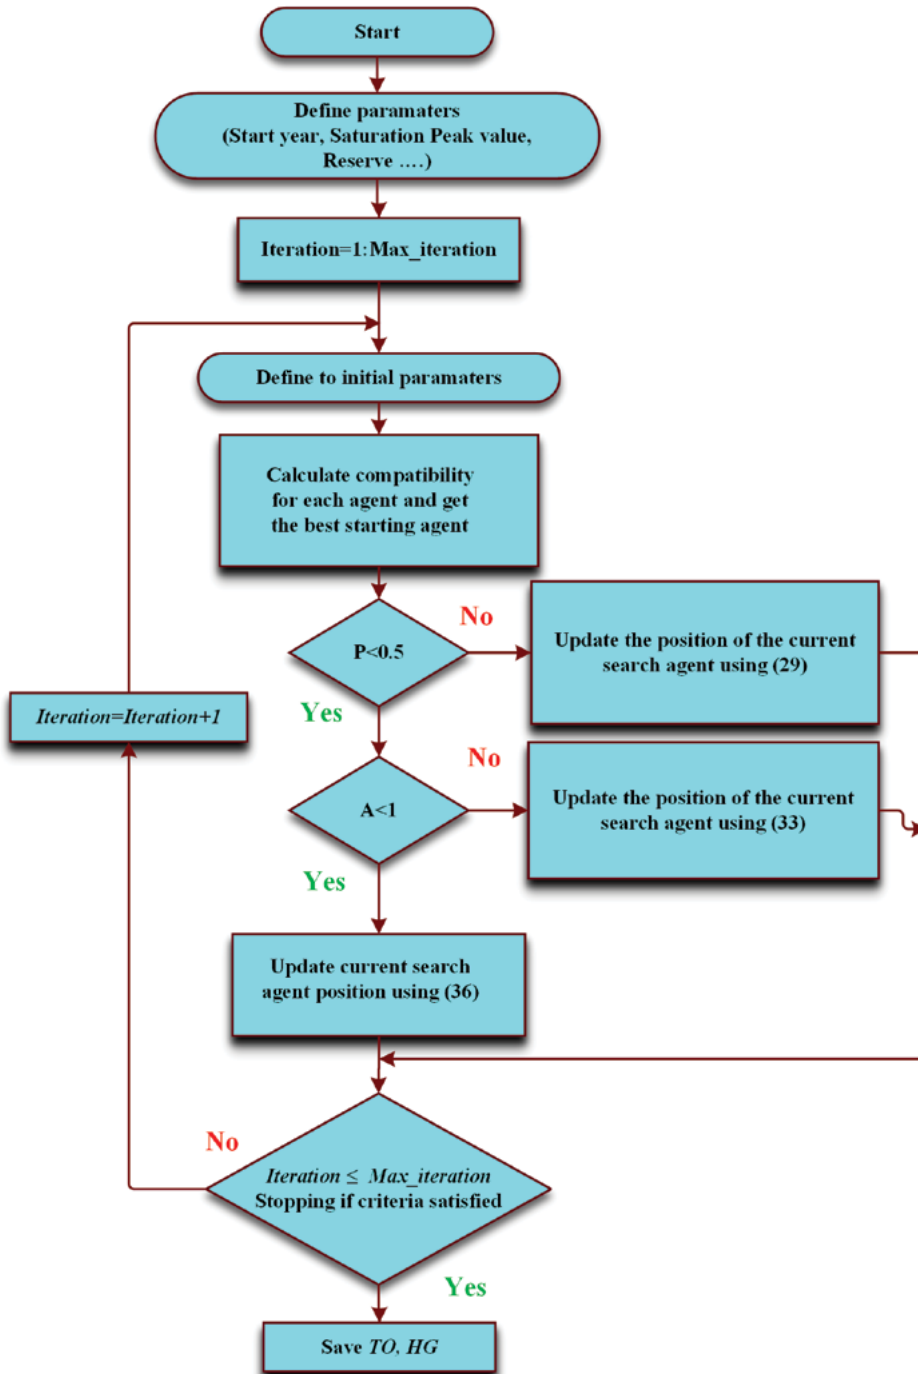 Start
Define paramaters
(Start year, Saturation Peak value,
Reserve ....)
Iteration=1:Max_iteration
Define to initial paramaters
Calculate compatibility
for each agent and get
the best starting agent
P<0.5
No
Update the position of the current
search agent using (29)
Yes
Iteration=Iteration+1
A<1
No
Update the position of the current
search agent using (33)
Yes
Update current search
agent position using (36)
No
Iteration ≤ Max_iteration
Stopping if criteria satisfied
Yes
Save TO, HG